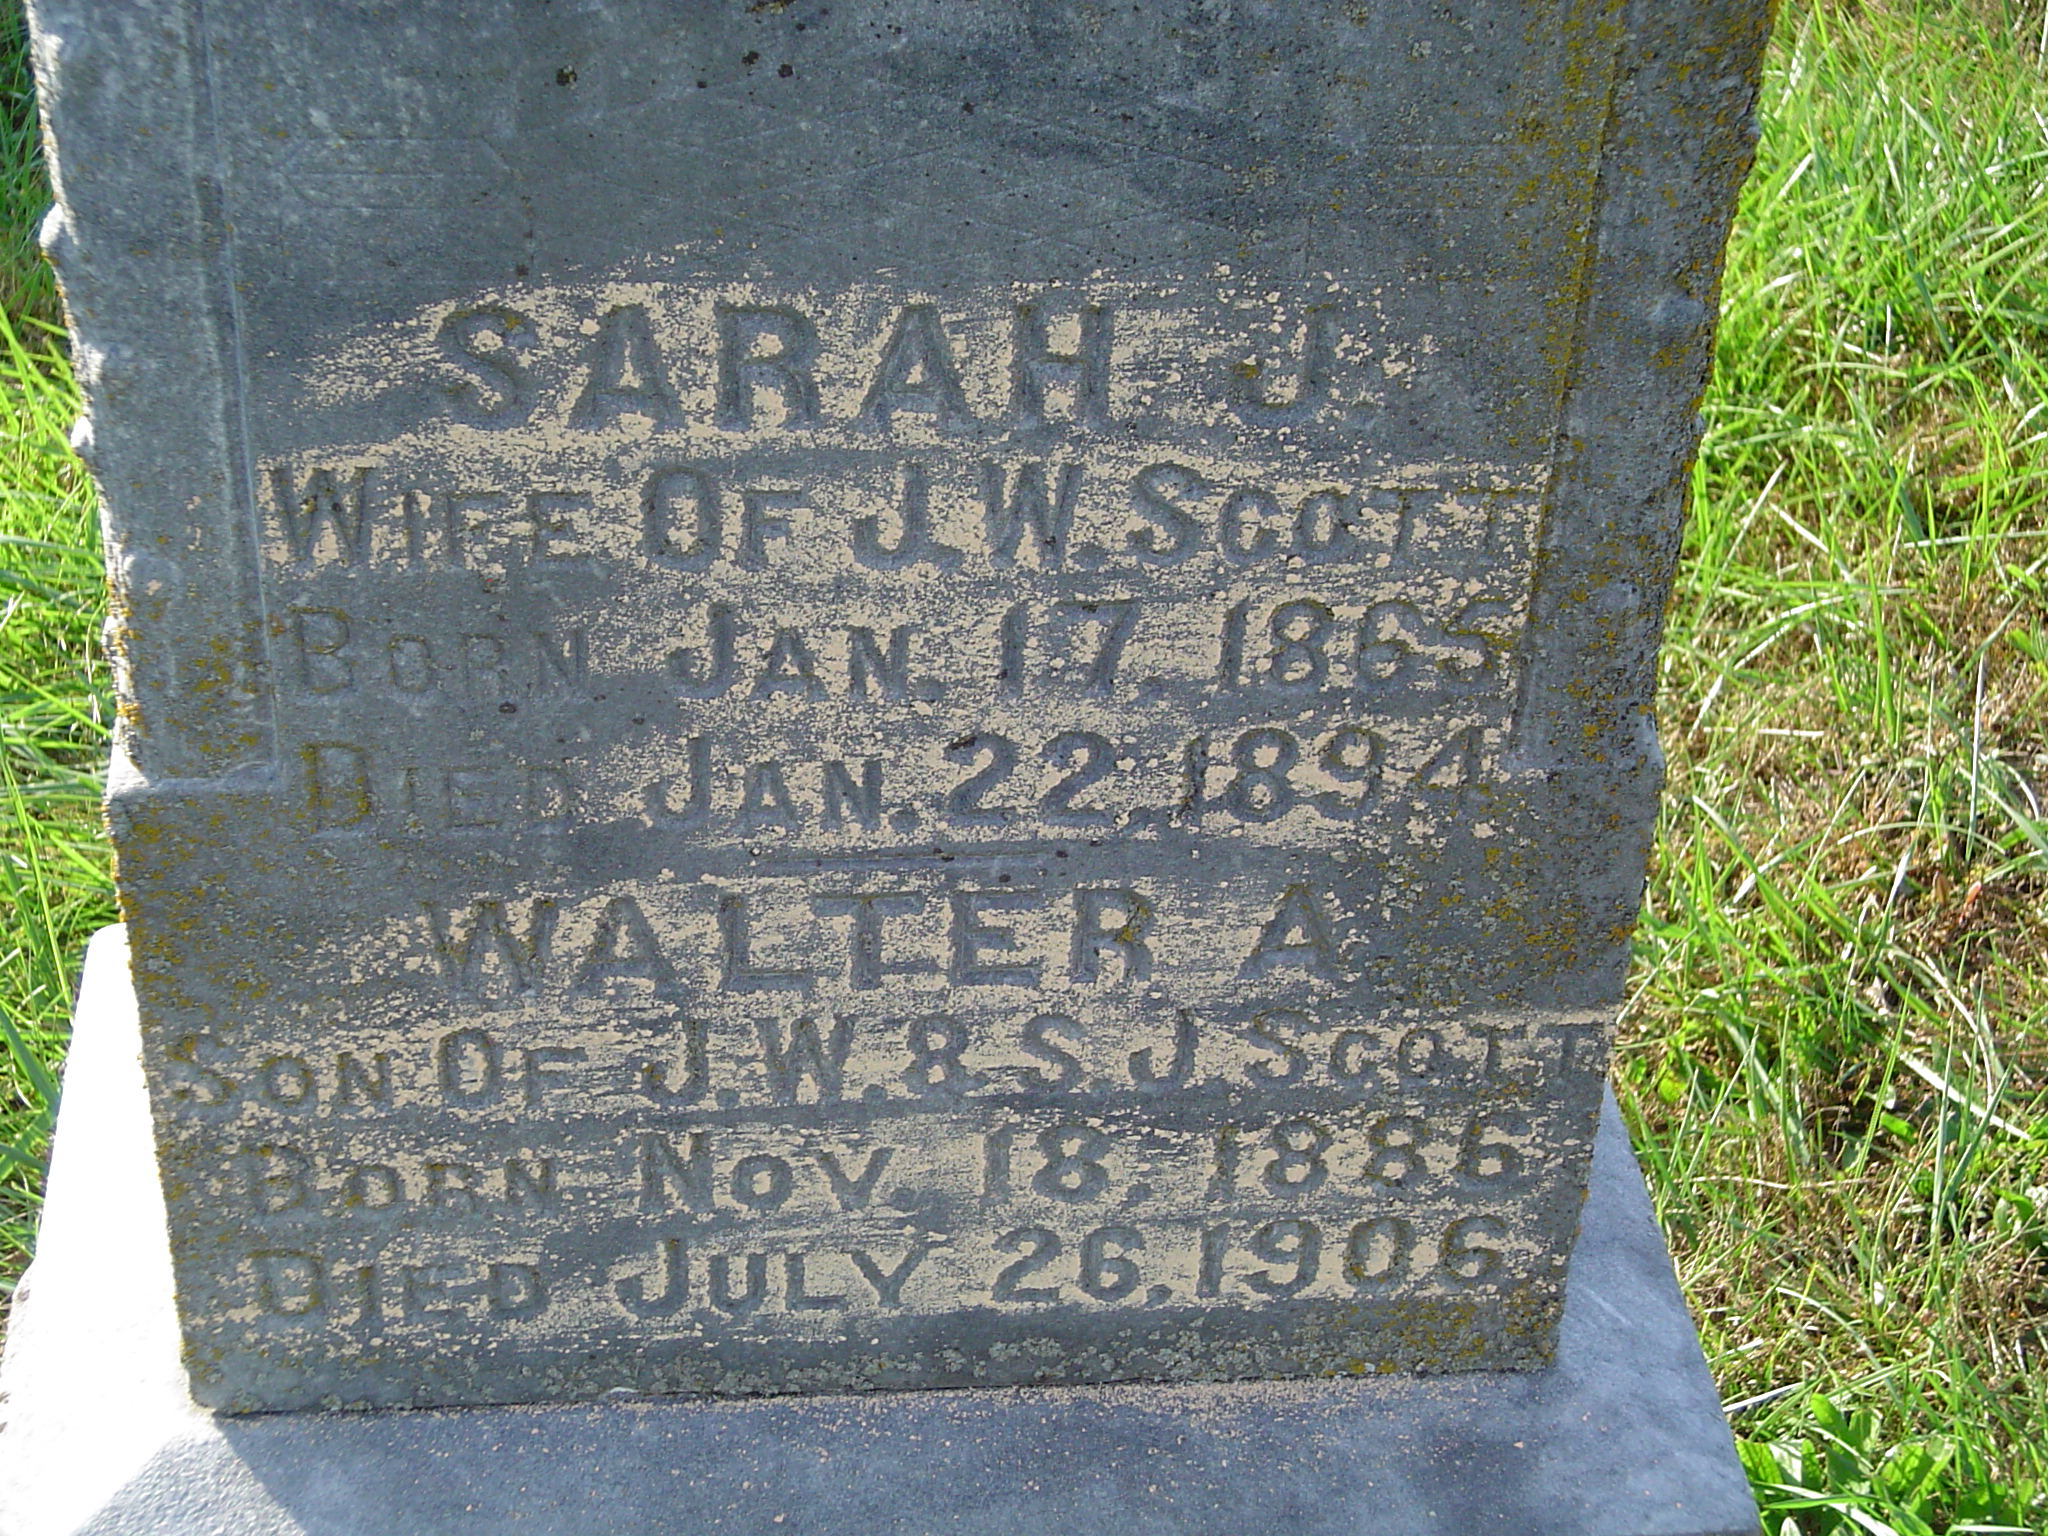 SARAH J.
WIFE OF J.W. SCOTT
BORN JAN. 17, 1865
DIED JAN. 22, 1894
WALTER A
SON OF J.W. & S.J. SCOTT
BORN NOV. 18, 1886
DIED JULY 26, 1906